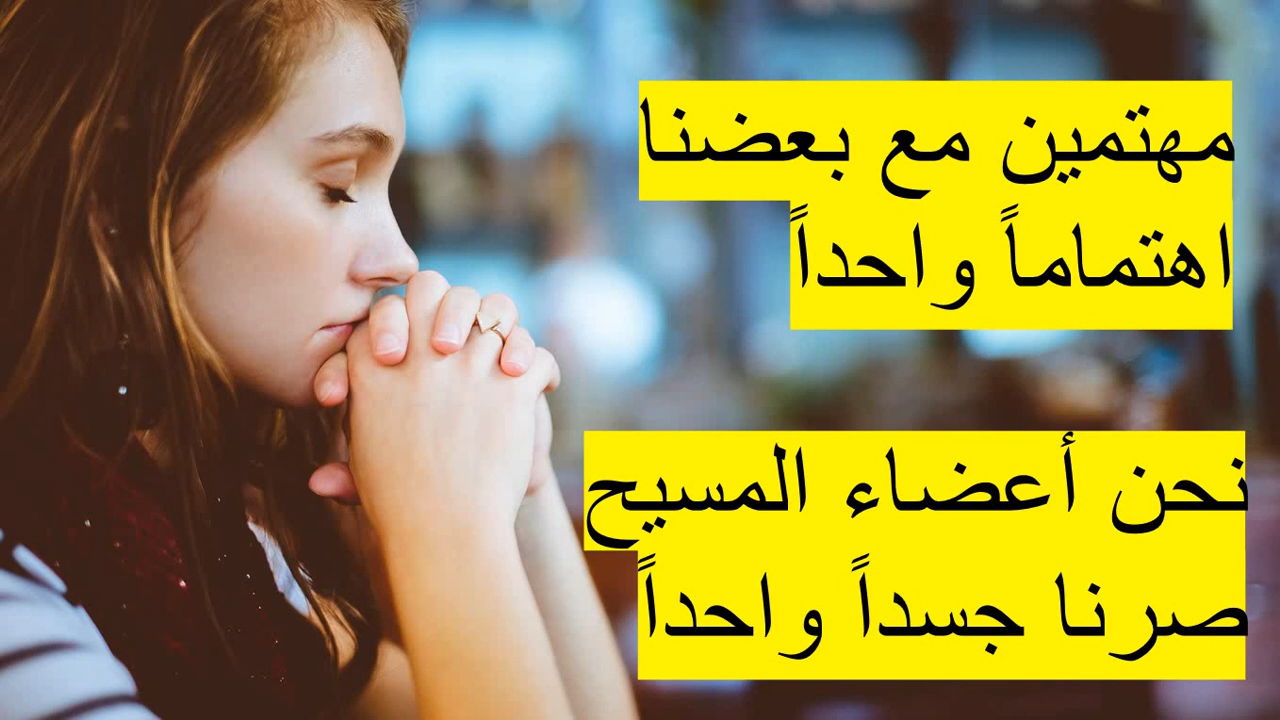 مهتمين مع بعضنا
اهتماماً واحداً
نحن أعضاء المسيح
صرنا جسداً واحداً